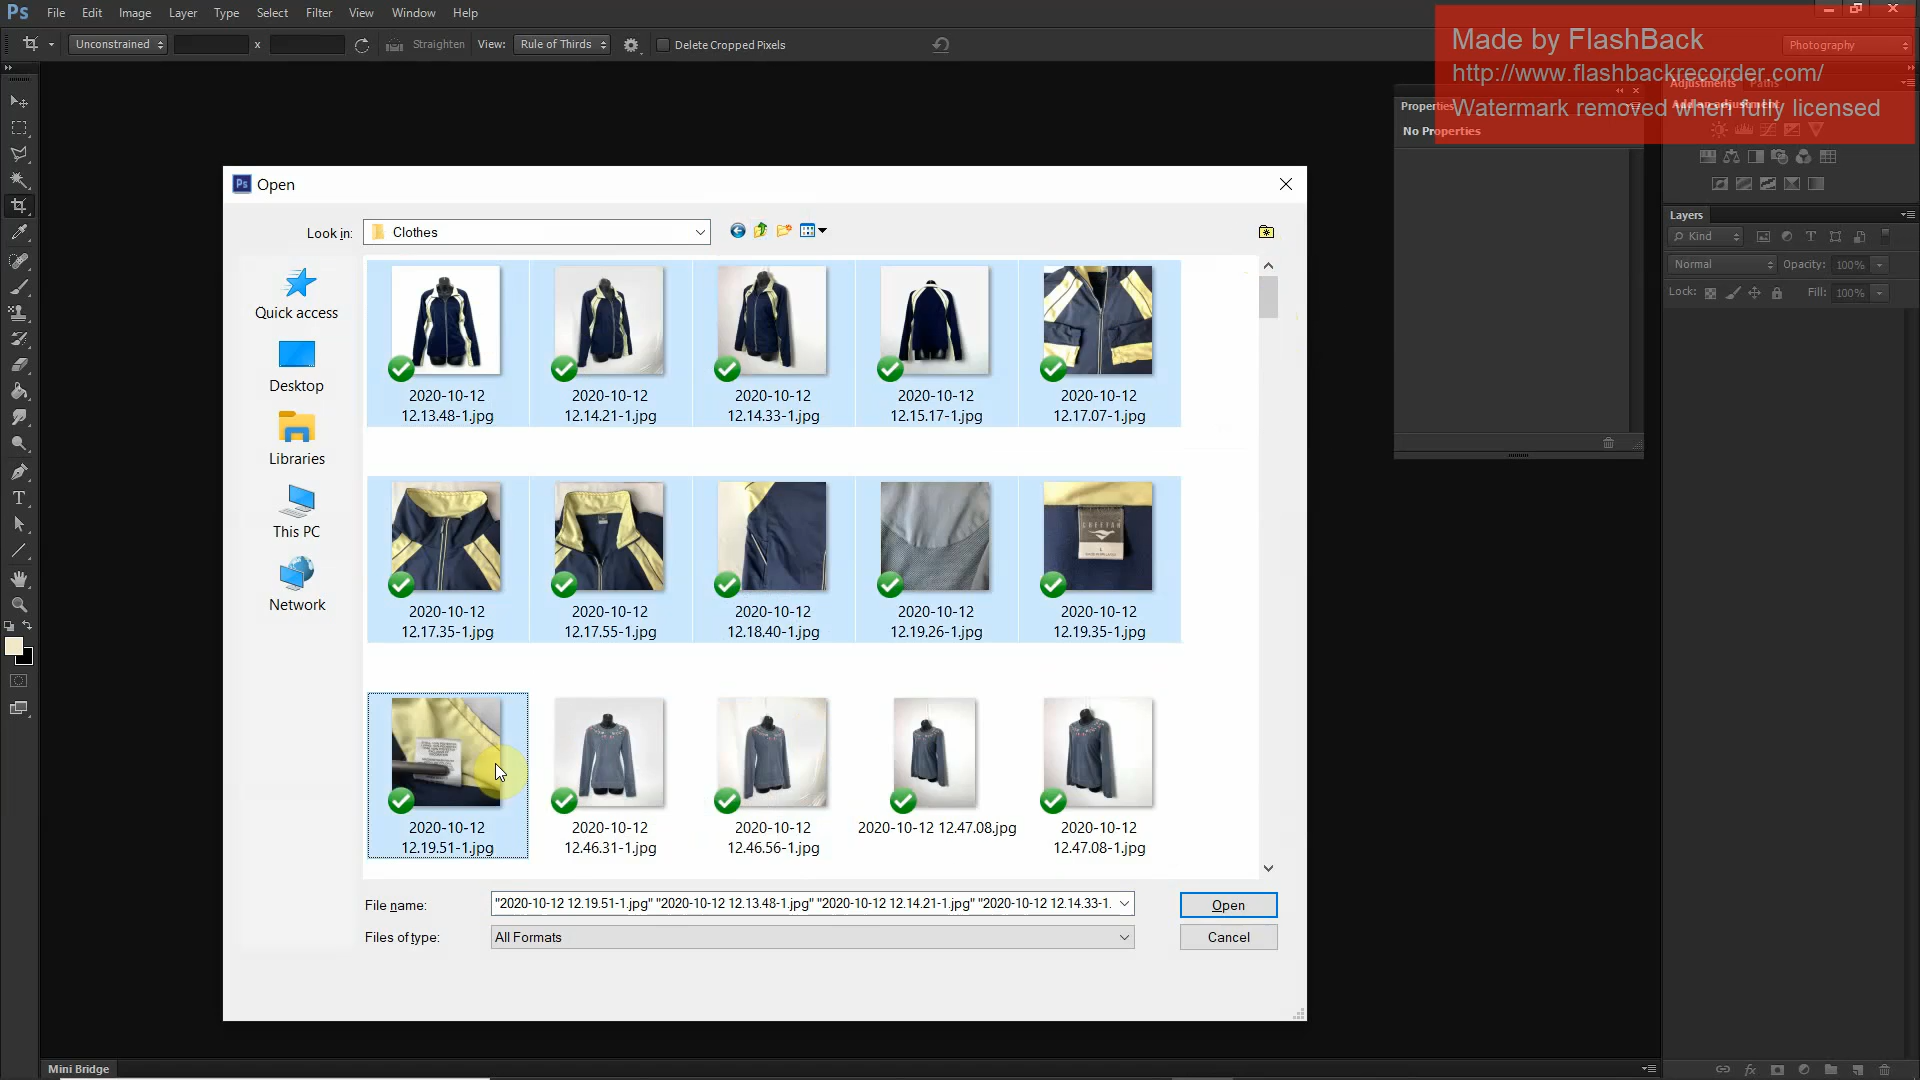 Ps File Edit Image Layer Type Select Filter View Window Help
Unconstrained x Straighten View: Rule of Thirds Delete Cropped Pixels
Made by FlashBack
http://www.flashbackrecorder.com/
Watermark removed when fully licensed
Photography
Adjustments Paths
Add an adjustment
Properties
No Properties
Layers
Kind
Normal Opacity: 100%
Lock: Fill: 100%
Ps Open
Look in: Clothes
Quick access
Desktop
Libraries
This PC
Network
2020-10-12 12.13.48-1.jpg
2020-10-12 12.14.21-1.jpg
2020-10-12 12.14.33-1.jpg
2020-10-12 12.15.17-1.jpg
2020-10-12 12.17.07-1.jpg
2020-10-12 12.17.35-1.jpg
2020-10-12 12.17.55-1.jpg
2020-10-12 12.18.40-1.jpg
2020-10-12 12.19.26-1.jpg
CHEETAH
L
2020-10-12 12.19.35-1.jpg
2020-10-12 12.19.51-1.jpg
2020-10-12 12.46.31-1.jpg
2020-10-12 12.46.56-1.jpg
2020-10-12 12.47.08.jpg
2020-10-12 12.47.08-1.jpg
File name: "2020-10-12 12.19.51-1.jpg" "2020-10-12 12.13.48-1.jpg" "2020-10-12 12.14.21-1.jpg" "2020-10-12 12.14.33-1.
Open
Files of type: All Formats
Cancel
Mini Bridge